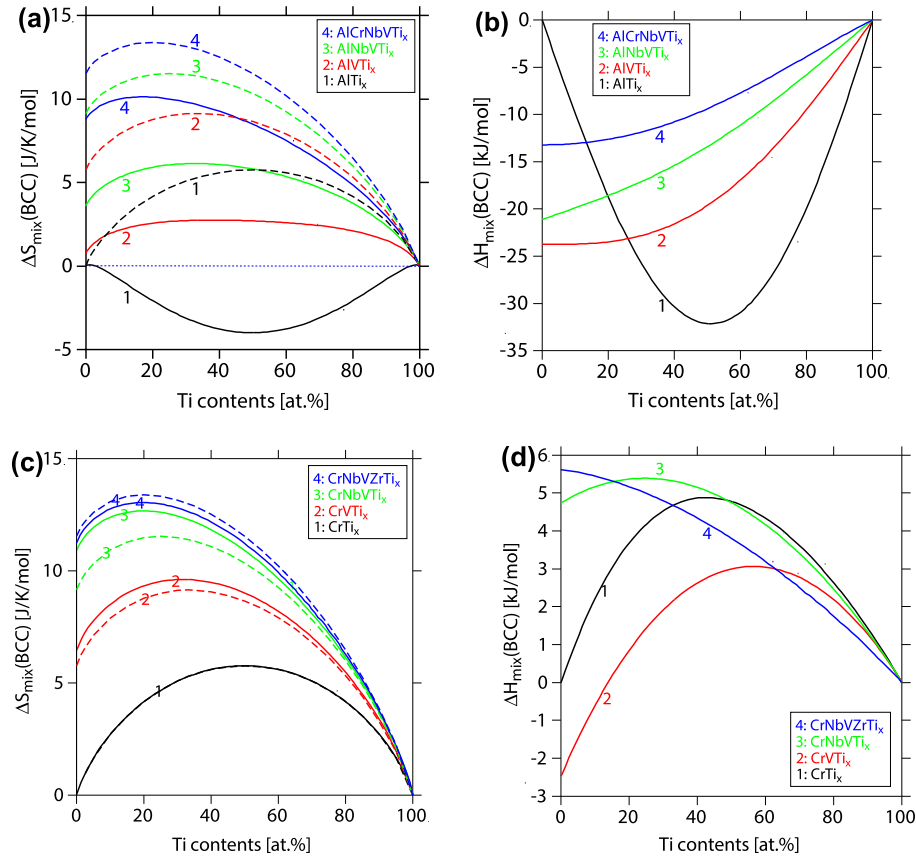 (a)
15
10
5
0
-5
0 20 40 60 80 100
Ti contents [at.%]
ΔSmix(BCC) [J/K/mol]
4: AlCrNbVTix
3: AlNbVTix
2: AlVTix
1: AlTix
4
3
4
2
1
3
2
1
(b)
0
-5
-10
-15
-20
-25
-30
-35
0 20 40 60 80 100
Ti contents [at.%]
ΔHmix(BCC) [kJ/mol]
4: AlCrNbVTix
3: AlNbVTix
2: AlVTix
1: AlTix
4
3
2
1
(c)
15
10
5
0
0 20 40 60 80 100
Ti contents [at.%]
ΔSmix(BCC) [J/K/mol]
4: CrNbVZrTix
3: CrNbVTix
2: CrVTix
1: CrTix
4 4
3
3
2
2
1
(d)
6
5
4
3
2
1
0
-1
-2
-3
0 20 40 60 80 100
Ti contents [at.%]
ΔHmix(BCC) [kJ/mol]
3
4
1
2
4: CrNbVZrTix
3: CrNbVTix
2: CrVTix
1: CrTix